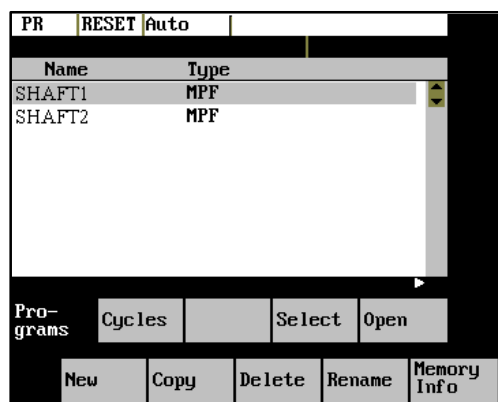 PR RESET Auto
Name Type
SHAFT1 MPF
SHAFT2 MPF
Pro-
grams Cycles Select Open
New Copy Delete Rename Memory
Info